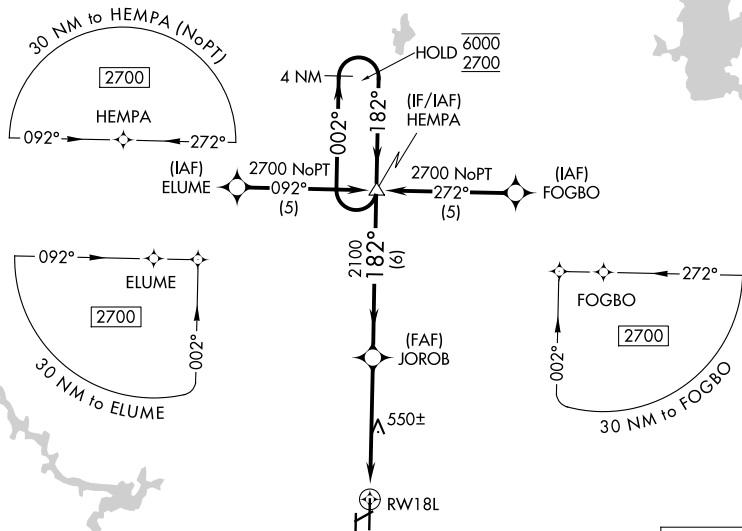 30 NM to HEMPA (NoPT)
2700
HEMPA
092°
272°
4 NM
HOLD
6000
2700
002°
182°
(IF/IAF)
HEMPA
(IAF)
ELUME
2700 NoPT
092°
(5)
2700 NoPT
272°
(5)
(IAF)
FOGBO
2100
182°
(6)
092°
ELUME
2700
002°
30 NM to ELUME
272°
FOGBO
2700
002°
30 NM to FOGBO
(FAF)
JOROB
550±
RW18L